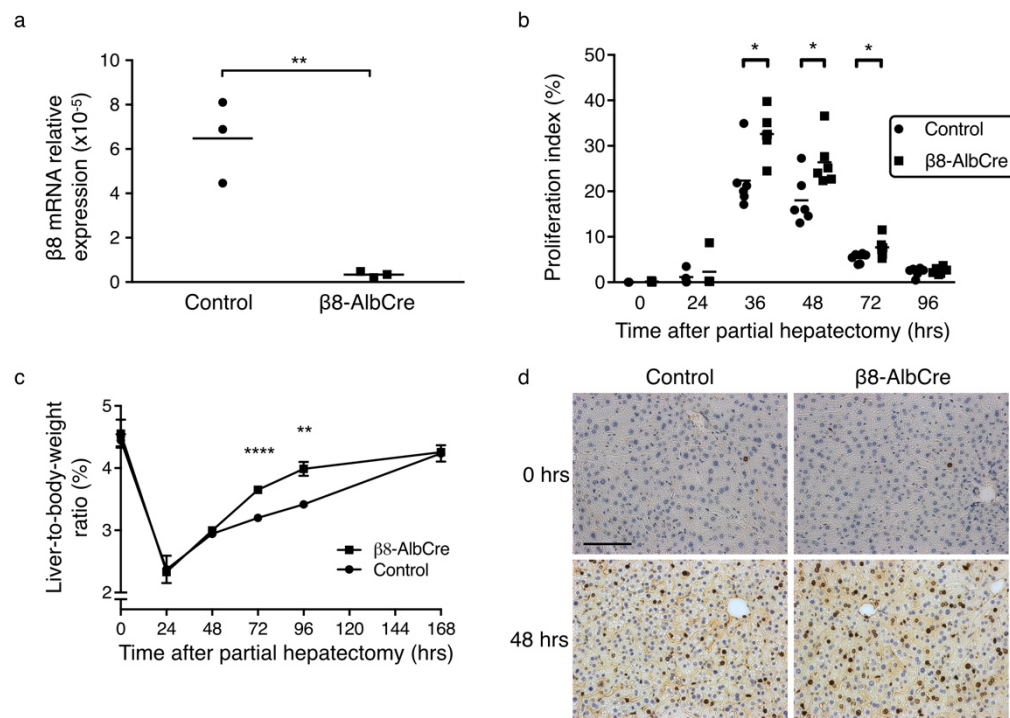 a
β8 mRNA relative
expression (x10-5)
10
8
6
4
2
0
**
Control
β8-AlbCre
b
Proliferation index (%)
50
40
30
20
10
0
* * *
0 24 36 48 72 96
Time after partial hepatectomy (hrs)
Control
β8-AlbCre
c
Liver-to-body-weight
ratio (%)
5
4
3
2
****
**
β8-AlbCre
Control
0 24 48 72 96 120 144 168
Time after partial hepatectomy (hrs)
d
Control β8-AlbCre
0 hrs
48 hrs